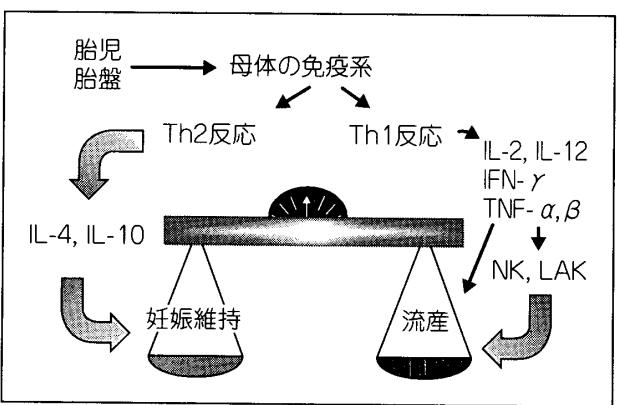 胎児
胎盤
母体の免疫系
Th2反応
Th1反応
IL-2, IL-12
IFN-γ
TNF-α,β
IL-4, IL-10
NK, LAK
妊娠維持
流産